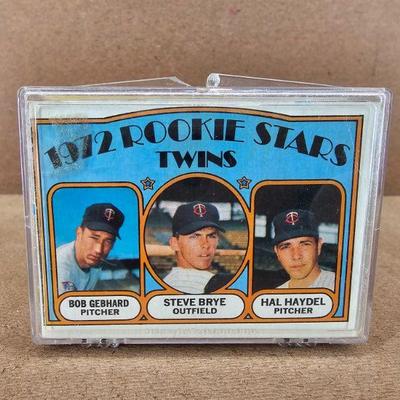 1972 ROOKIE STARS
TWINS
BOB GEBHARD
PITCHER
STEVE BRYE
OUTFIELD
HAL HAYDEL
PITCHER